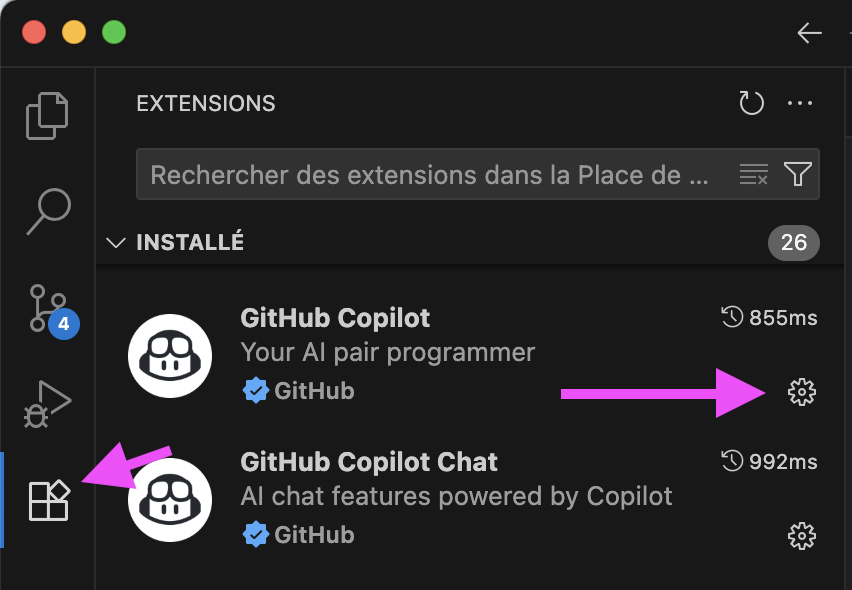 EXTENSIONS
Rechercher des extensions dans la Place de ...
INSTALLÉ
26
GitHub Copilot
855ms
Your AI pair programmer
4
GitHub
GitHub Copilot Chat
992ms
AI chat features powered by Copilot
GitHub